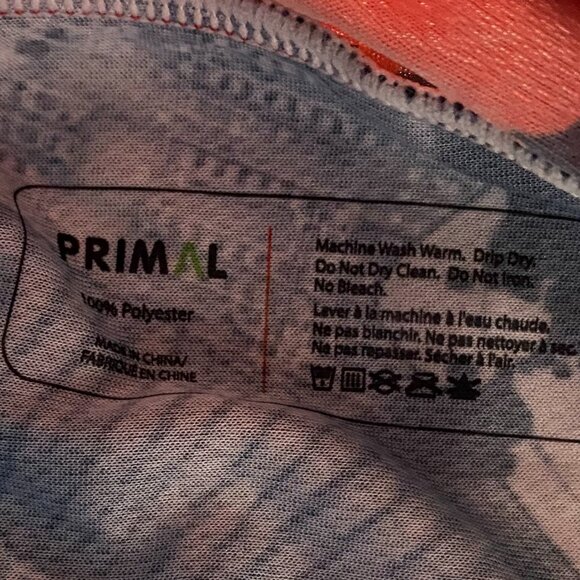 PRIMAL
100% Polyester
MADE IN CHINA/
FABRIQUÉ EN CHINE
Machine Wash Warm. Drip Dry.
Do Not Dry Clean. Do Not Iron.
No Bleach.
Laver à la machine à l'eau chaude.
Ne pas blanchir. Ne pas nettoyer à sec.
Ne pas repasser. Sécher à l'air.